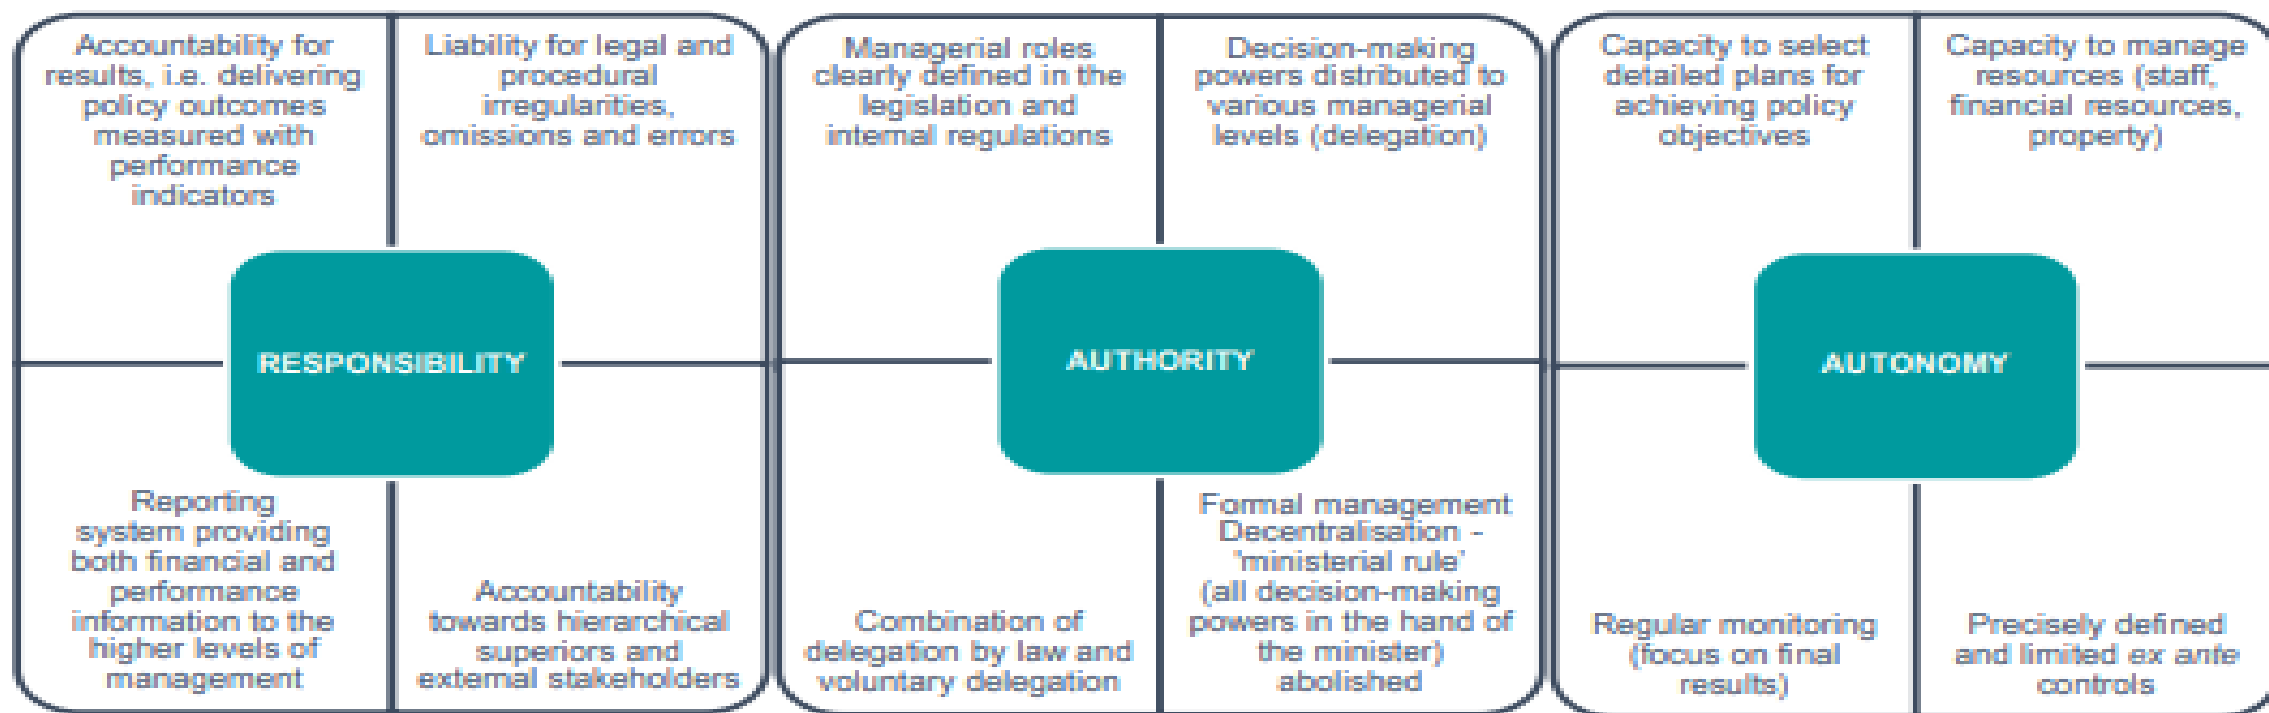 Accountability for
results, i.e. delivering
policy outcomes
measured with
performance
indicators
Liability for legal and
procedural
irregularities,
omissions and errors
RESPONSIBILITY
Reporting
system providing
both financial and
performance
information to the
higher levels of
management
Accountability
towards hierarchical
superiors and
external stakeholders
Managerial roles
clearly defined in the
legislation and
internal regulations
Decision-making
powers distributed to
various managerial
levels (delegation)
AUTHORITY
Combination of
delegation by law and
voluntary delegation
Formal management
Decentralisation -
'ministerial rule'
(all decision-making
powers in the hand of
the minister)
abolished
Capacity to select
detailed plans for
achieving policy
objectives
Capacity to manage
resources (staff,
financial resources,
property)
AUTONOMY
Regular monitoring
(focus on final
results)
Precisely defined
and limited ex ante
controls